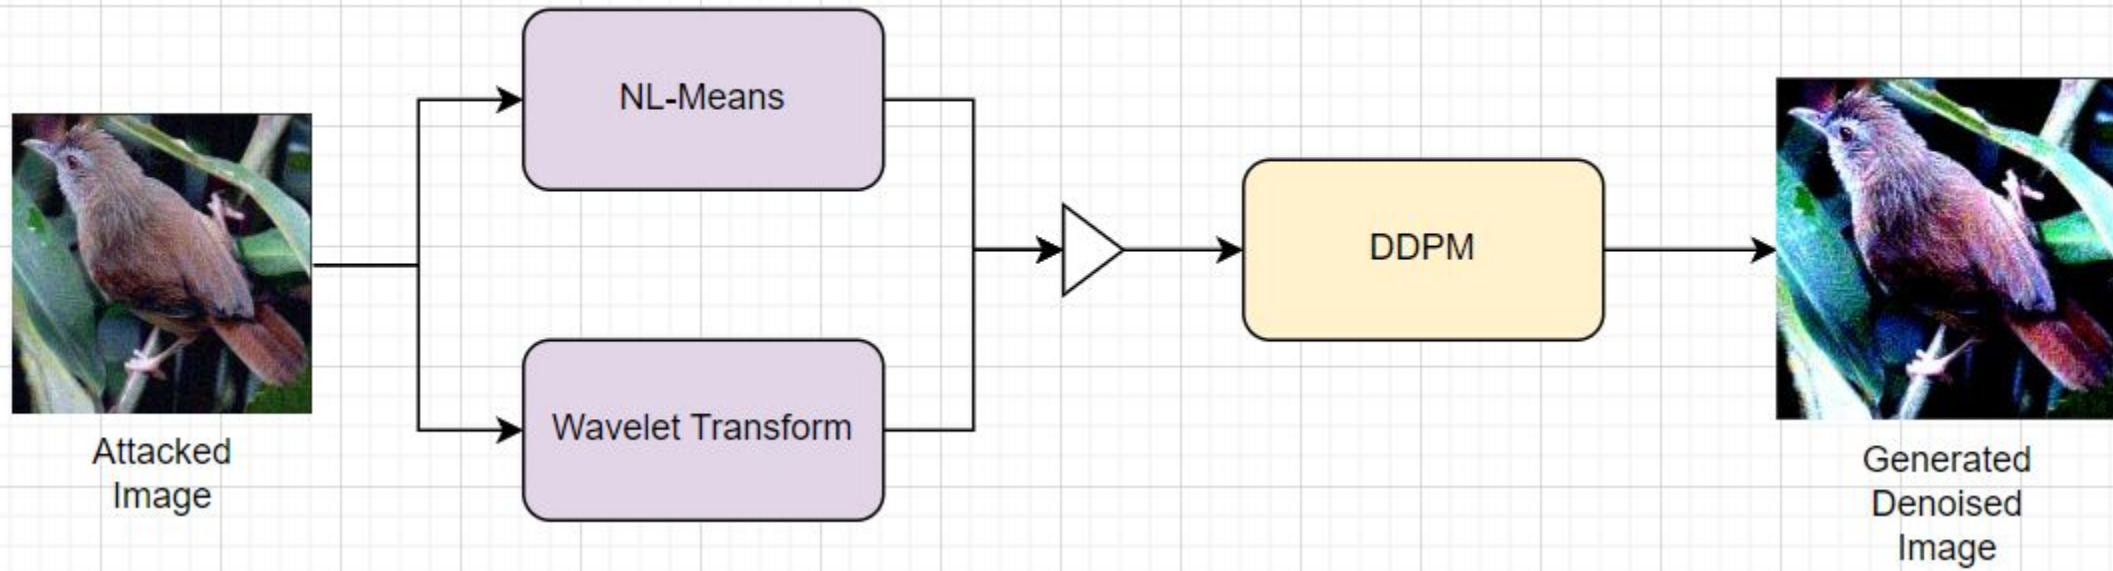 NL-Means
Attacked
Image
Wavelet Transform
DDPM
Generated
Denoised
Image